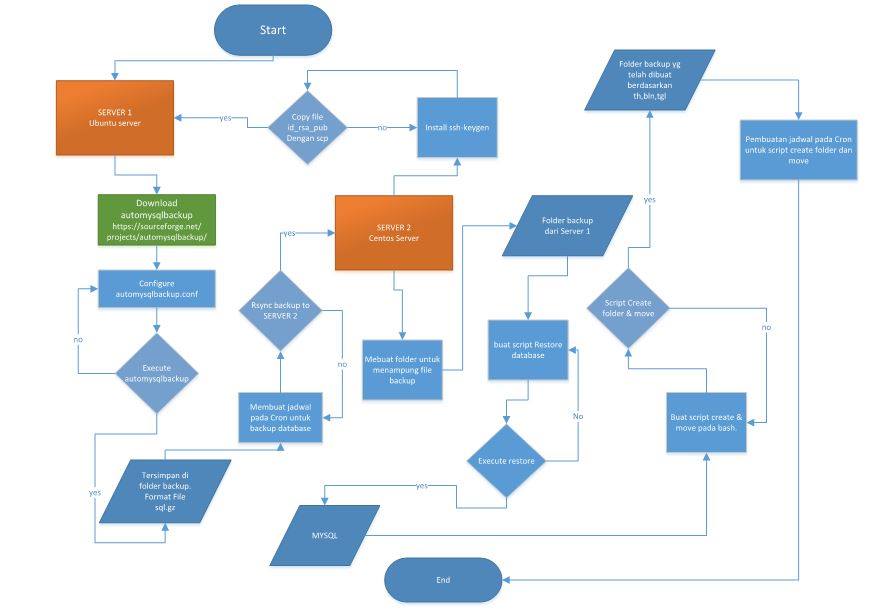 Start
SERVER 1
Ubuntu server
yes
Copy file
id_rsa_pub
Dengan scp
no
Install ssh-keygen
Folder backup yg
telah dibuat
berdasarkan
th,bln,tgl
Pembuatan jadwal pada Cron
untuk script create folder dan
move
Download
automysqlbackup
https://sourceforge.net/
projects/automysqlbackup/
yes
SERVER 2
Centos Server
Folder backup
dari Server 1
yes
Configure
automysqlbackup.conf
no
Execute
automysqlbackup
Rsync backup to
SERVER 2
no
Mebuat folder untuk
menampung file
backup
buat script Restore
database
Script Create
folder & move
no
Membuat jadwal
pada Cron untuk
backup database
No
Buat script create &
move pada bash.
Execute restore
yes
Tersimpan di
folder backup.
Format File
sql.gz
yes
MYSQL
End